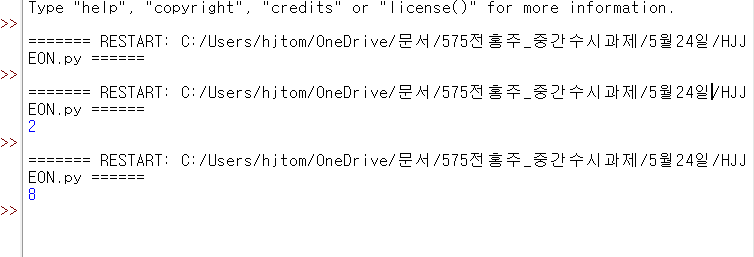 Type "help", "copyright", "credits" or "license()" for more information.
>>
======= RESTART: C:/Users/hjtom/OneDrive/문서/575전홍주_중간수시과제/5월24일/HJJ
EON.py ======
>>
======= RESTART: C:/Users/hjtom/OneDrive/문서/575전홍주_중간수시과제/5월24일/HJJ
EON.py ======
2
>>
======= RESTART: C:/Users/hjtom/OneDrive/문서/575전홍주_중간수시과제/5월24일/HJJ
EON.py ======
8
>>